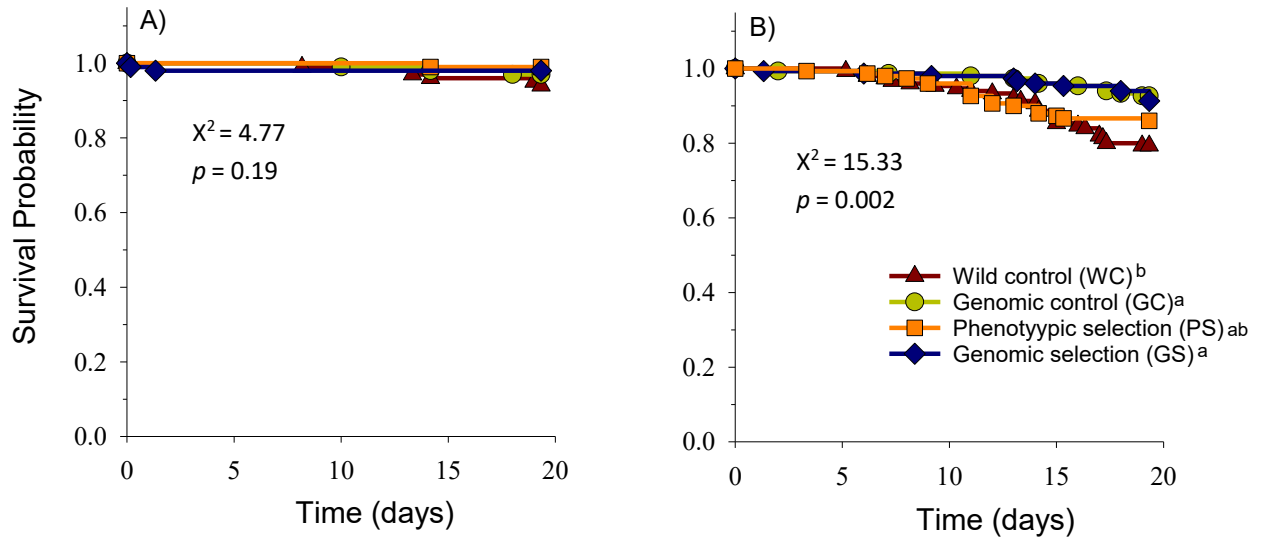 A)
Survival Probability
1.0
0.8
0.6
0.4
0.2
0.0
X² = 4.77
p = 0.19
0 5 10 15 20
Time (days)
B)
1.0
0.8
0.6
0.4
0.2
0.0
X² = 15.33
p = 0.002
Wild control (WC)ᵇ
Genomic control (GC)ᵃ
Phenotyypic selection (PS) ab
Genomic selection (GS)ᵃ
0 5 10 15 20
Time (days)